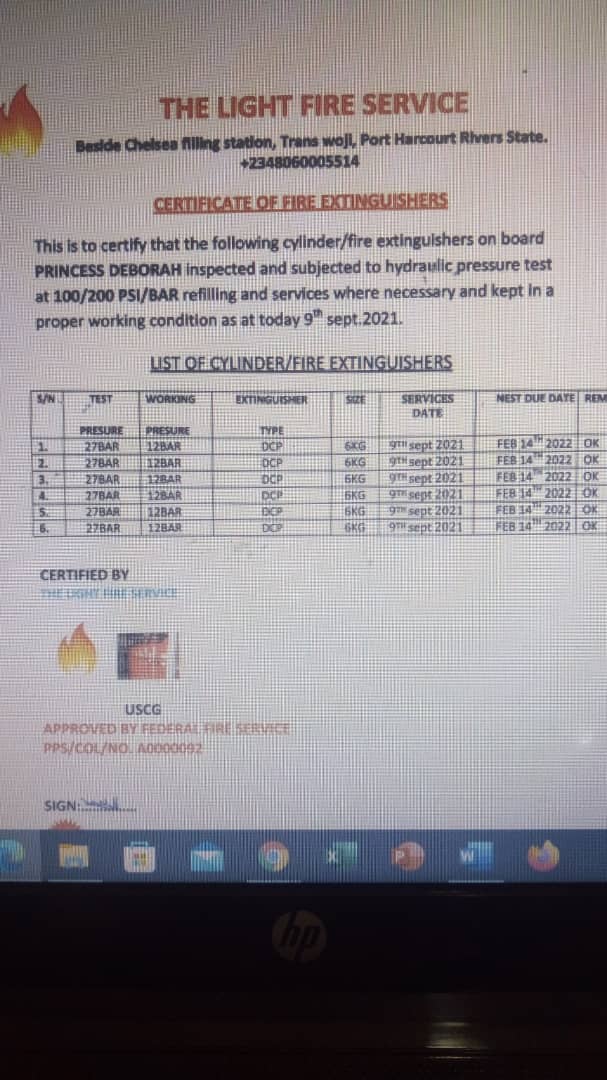 THE LIGHT FIRE SERVICE
Beside Chelsea filling station, Trans woji, Port Harcourt Rivers State.
+2348060005514
CERTIFICATE OF FIRE EXTINGUISHERS
This is to certify that the following cylinder/fire extinguishers on board
PRINCESS DEBORAH inspected and subjected to hydraulic pressure test
at 100/200 PSI/BAR refilling and services where necessary and kept in a
proper working condition as at today 9th sept.2021.
LIST OF CYLINDER/FIRE EXTINGUISHERS
S/N TEST PRESURE WORKING PRESURE EXTINGUISHER TYPE SIZE SERVICES DATE NEST DUE DATE REM
1. 27BAR 12BAR DCP 6KG 9TH sept 2021 FEB 14TH 2022 OK
2. 27BAR 12BAR DCP 6KG 9TH sept 2021 FEB 14TH 2022 OK
3. 27BAR 12BAR DCP 6KG 9TH sept 2021 FEB 14TH 2022 OK
4. 27BAR 12BAR DCP 6KG 9TH sept 2021 FEB 14TH 2022 OK
5. 27BAR 12BAR DCP 6KG 9TH sept 2021 FEB 14TH 2022 OK
6. 27BAR 12BAR DCP 6KG 9TH sept 2021 FEB 14TH 2022 OK
CERTIFIED BY
THE LIGHT FIRE SERVICE
USCG
APPROVED BY FEDERAL FIRE SERVICE
PPS/COL/NO. A0000092
SIGN:
X P W
hp